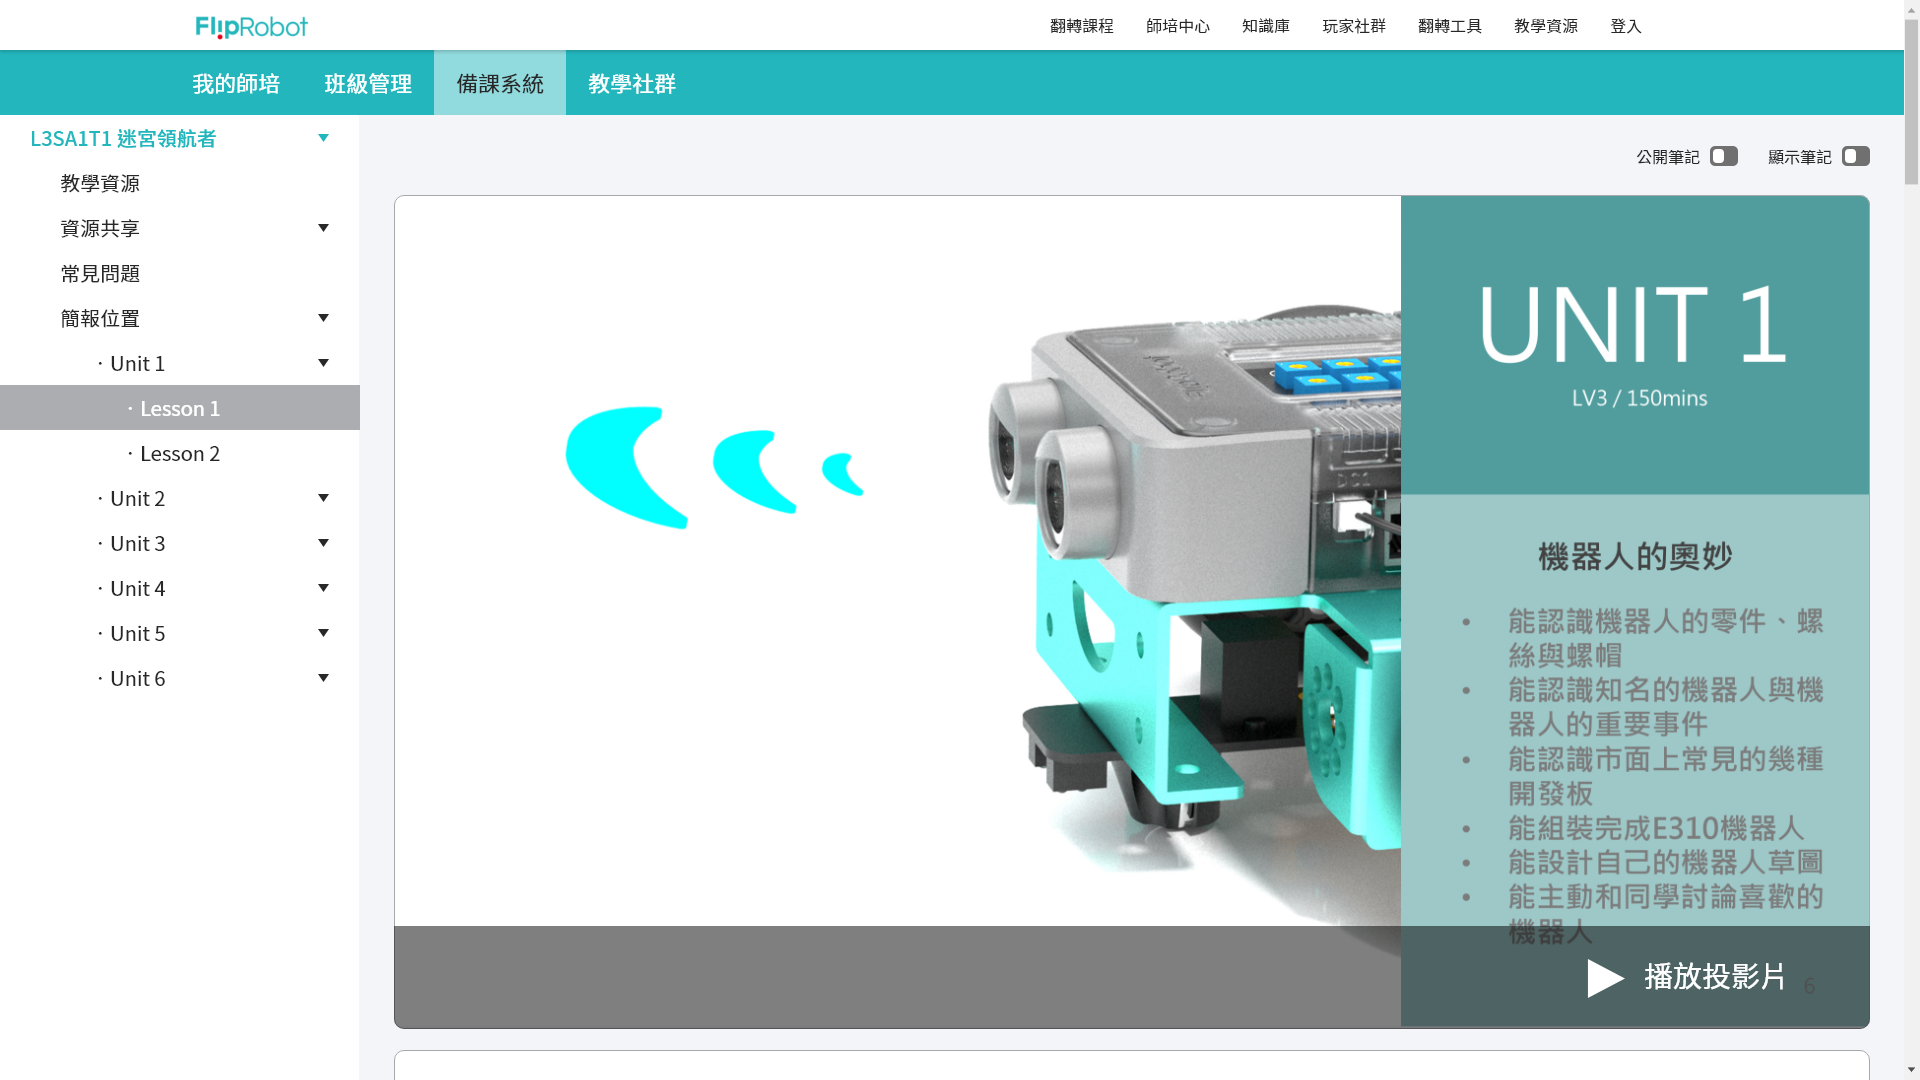 FlipRobot
翻轉課程 師培中心 知識庫 玩家社群 翻轉工具 教學資源 登入
我的師培 班級管理 備課系統 教學社群
L3SA1T1 迷宮領航者
教學資源
資源共享
常見問題
簡報位置
· Unit 1
· Lesson 1
· Lesson 2
· Unit 2
· Unit 3
· Unit 4
· Unit 5
· Unit 6
公開筆記 顯示筆記
UNIT 1
LV3 / 150mins
機器人的奧妙
• 能認識機器人的零件、螺
絲與螺帽
• 能認識知名的機器人與機
器人的重要事件
• 能認識市面上常見的幾種
開發板
• 能組裝完成E310機器人
• 能設計自己的機器人草圖
• 能主動和同學討論喜歡的
機器人
播放投影片 6